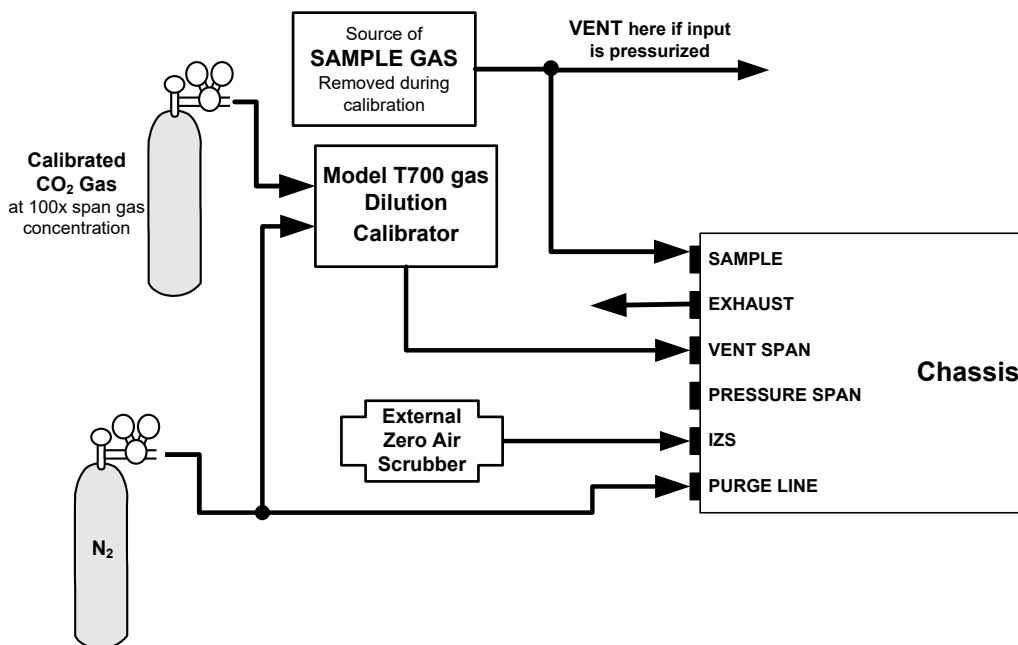 Source of
SAMPLE GAS
Removed during
calibration
VENT here if input
is pressurized
Calibrated
CO₂ Gas
at 100x span gas
concentration
Model T700 gas
Dilution
Calibrator
SAMPLE
EXHAUST
VENT SPAN
PRESSURE SPAN
IZS
PURGE LINE
Chassis
External
Zero Air
Scrubber
N₂